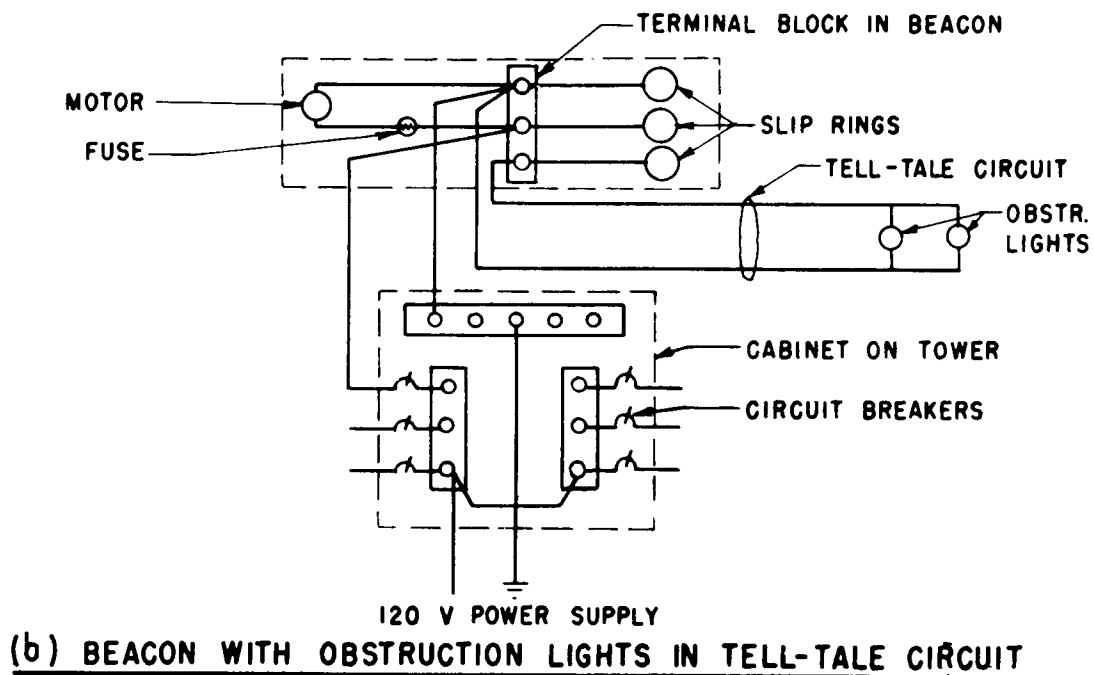 TERMINAL BLOCK IN BEACON
MOTOR
FUSE
SLIP RINGS
TELL-TALE CIRCUIT
OBSTR.
LIGHTS
CABINET ON TOWER
CIRCUIT BREAKERS
120 V POWER SUPPLY
(b) BEACON WITH OBSTRUCTION LIGHTS IN TELL-TALE CIRCUIT